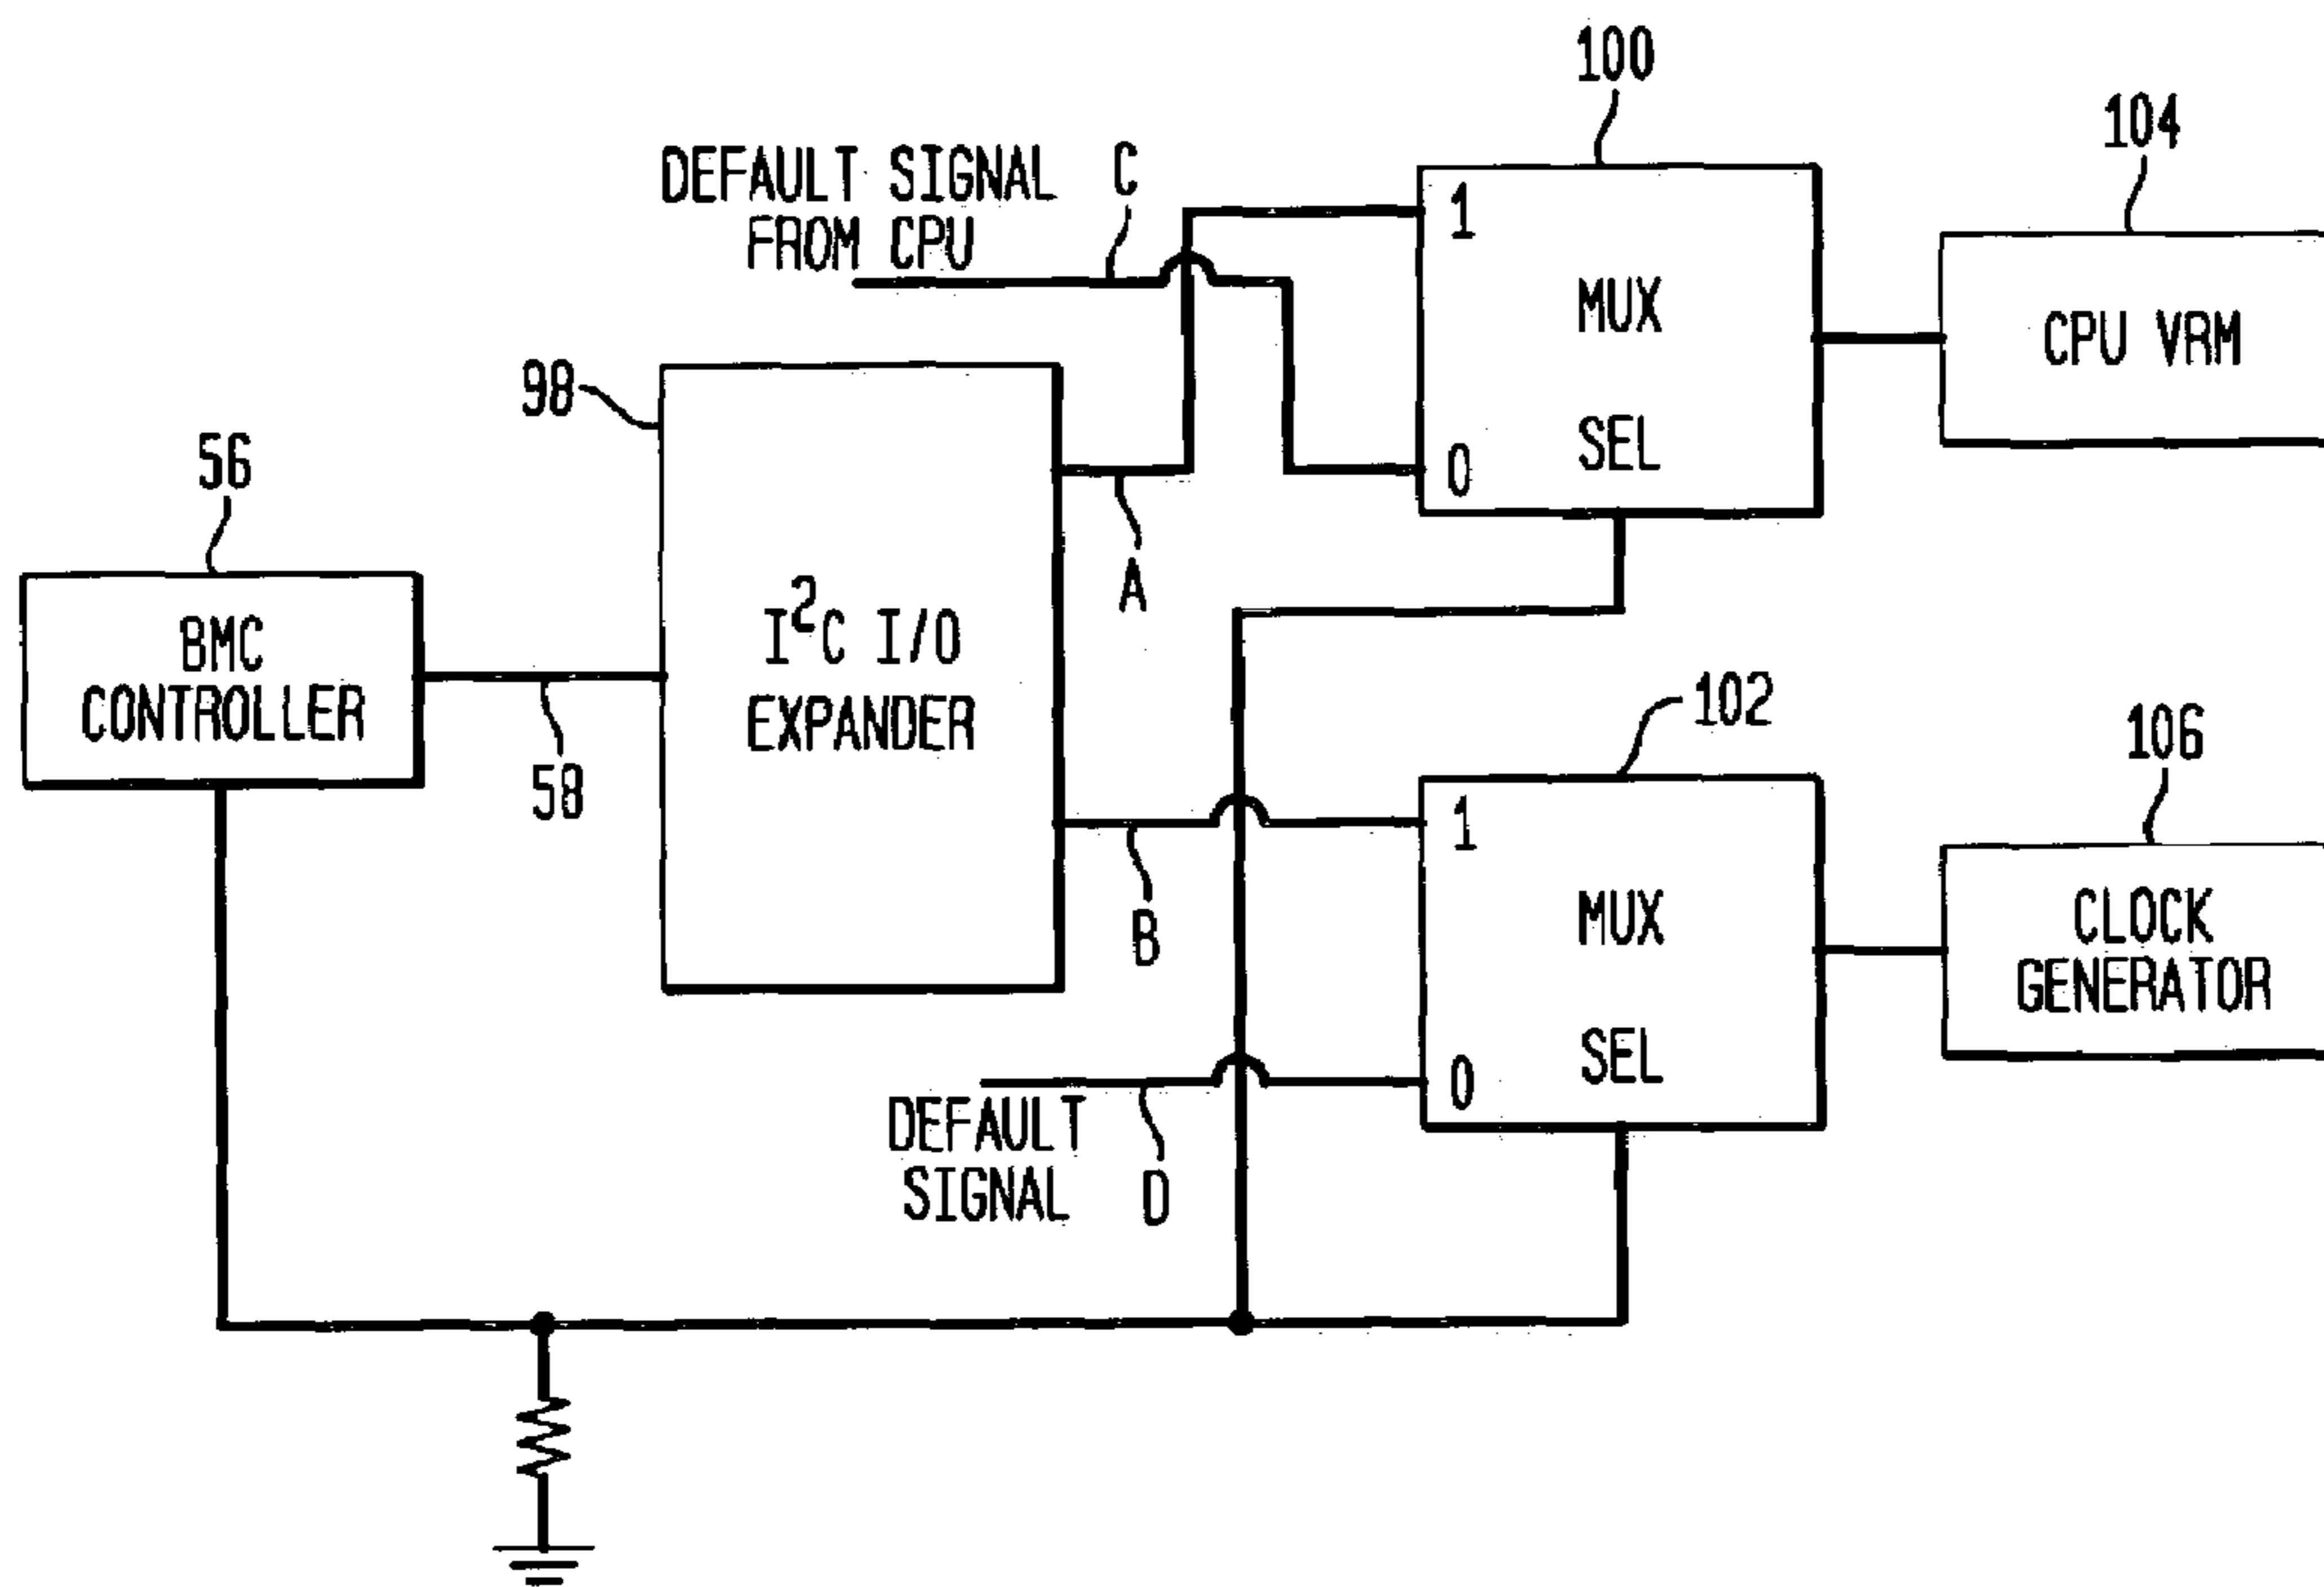 100
104
DEFAULT SIGNAL C
FROM CPU
1
MUX
CPU VRM
98
SEL
0
56
A
I²C I/O
EXPANDER
BMC
CONTROLLER
58
102
106
1
B
MUX
CLOCK
GENERATOR
SEL
0
DEFAULT
SIGNAL
D